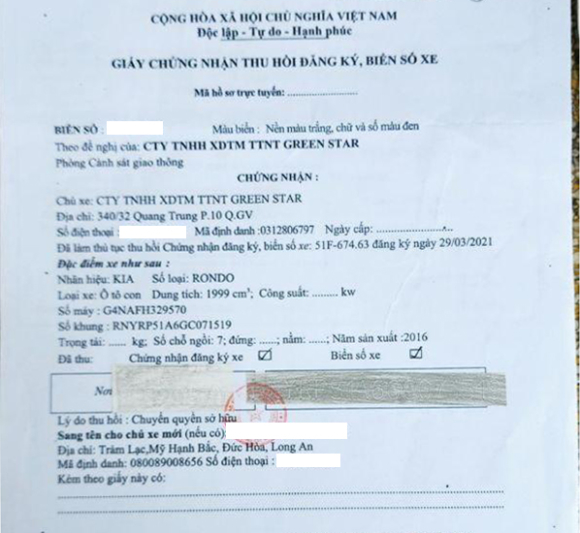 CỘNG HÒA XÃ HỘI CHỦ NGHĨA VIỆT NAM
Độc lập - Tự do - Hạnh phúc
GIẤY CHỨNG NHẬN THU HỒI ĐĂNG KÝ, BIỂN SỐ XE
Mã hồ sơ trực tuyến: ....................
BIỂN SỐ : Màu biển : Nền màu trắng, chữ và số màu đen
Theo đề nghị của: CTY TNHH XDTM TTNT GREEN STAR
Phòng Cảnh sát giao thông
CHỨNG NHẬN :
Chủ xe: CTY TNHH XDTM TTNT GREEN STAR
Địa chỉ: 340/32 Quang Trung P.10 Q.GV
Số điện thoại : Mã định danh :0312806797 Ngày cấp: ....................
Đã làm thủ tục thu hồi Chứng nhận đăng ký, biển số xe: 51F-674.63 đăng ký ngày 29/03/2021
Đặc điểm xe như sau :
Nhãn hiệu: KIA Số loại: RONDO
Loại xe: Ô tô con Dung tích: 1999 cm³; Công suất: ........ kw
Số máy : G4NAFH329570
Số khung : RNYRP51A6GC071519
Trọng tải: ...... kg; Số chỗ ngồi: 7; đứng: .....; nằm: .....; Năm sản xuất :2016
Đã thu: Chứng nhận đăng ký xe ☑ Biển số xe ☑
Nơi
Lý do thu hồi : Chuyển quyền sở hữu
Sang tên cho chủ xe mới (nếu có)
Địa chỉ: Tràm Lạc,Mỹ Hạnh Bắc, Đức Hòa, Long An
Mã định danh: 080089008656 Số điện thoại :
Kèm theo giấy này có: